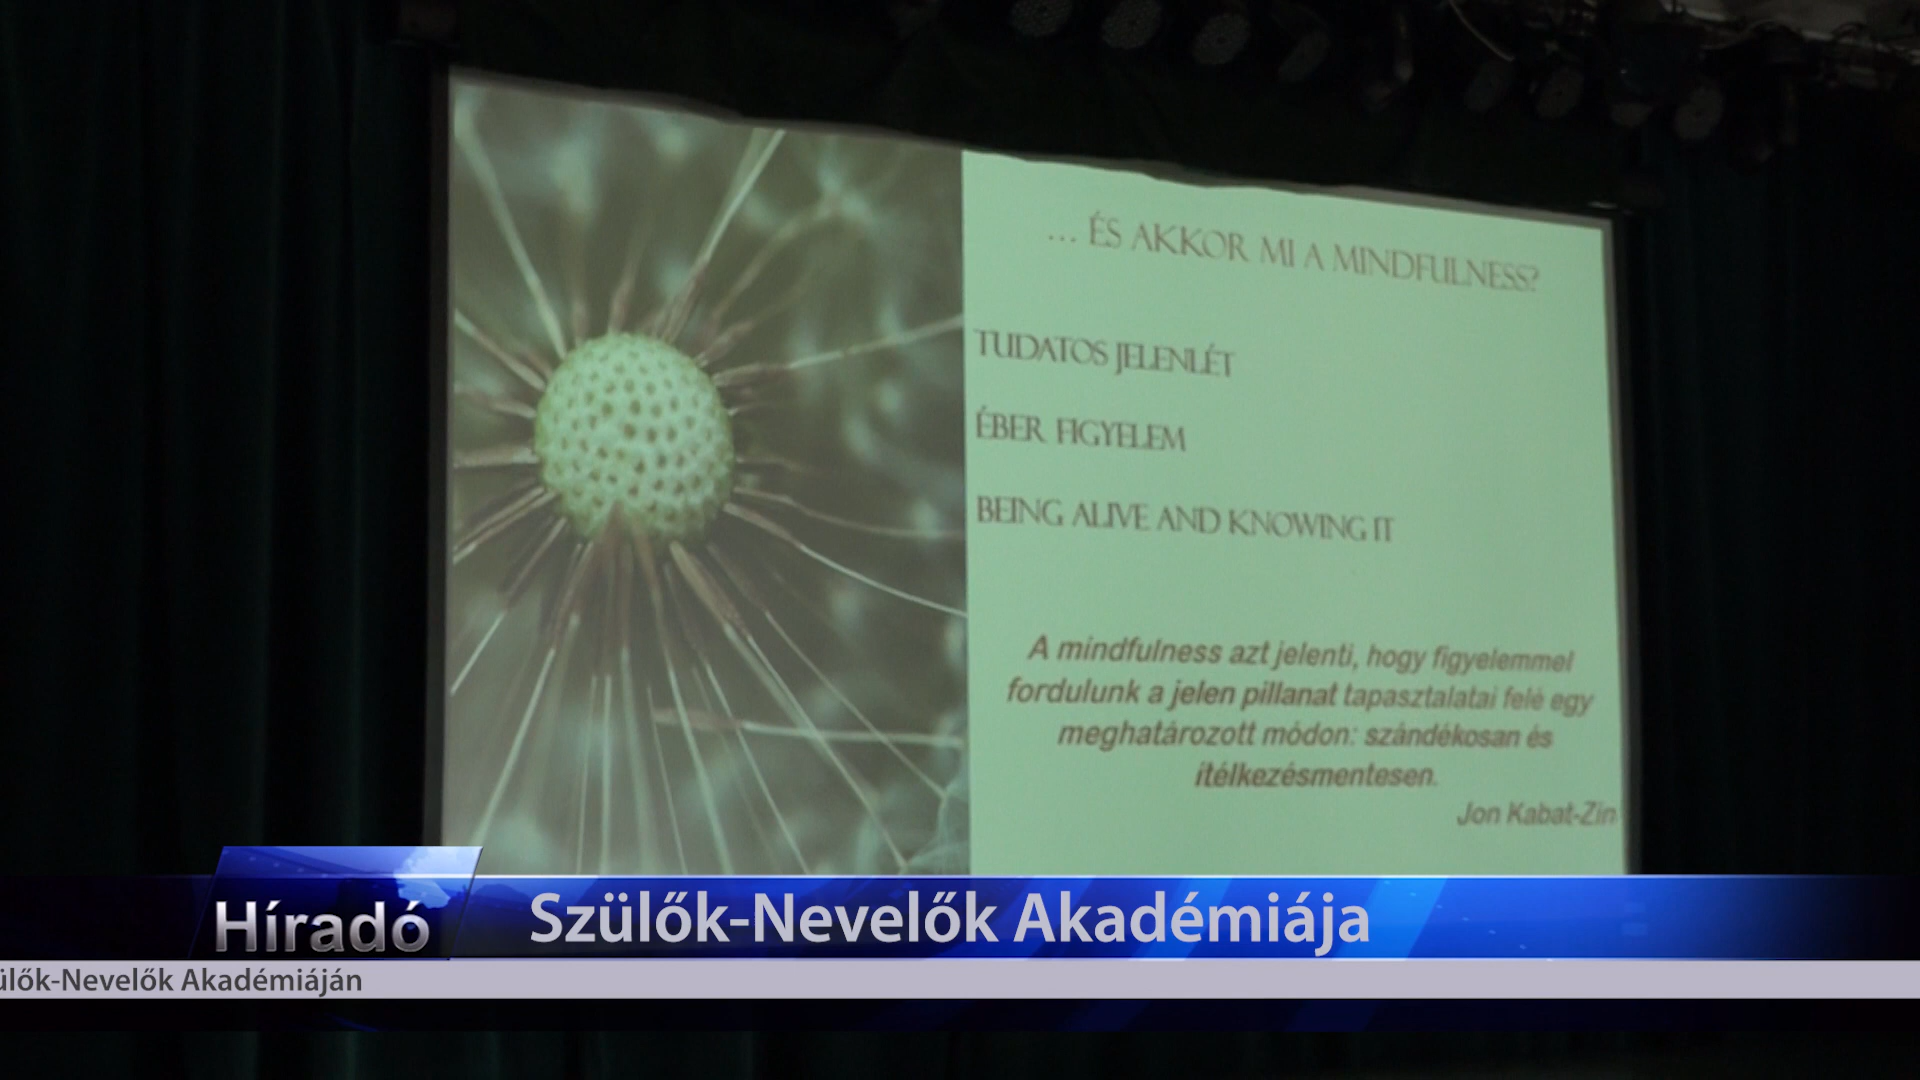 … ÉS AKKOR MI A MINDFULNESS?
TUDATOS JELENLÉT
ÉBER FIGYELEM
BEING ALIVE AND KNOWING IT
A mindfulness azt jelenti, hogy figyelemmel
fordulunk a jelen pillanat tapasztalatai felé egy
meghatározott módon: szándékosan és
ítélkezésmentesen.
Jon Kabat-Zin
Híradó
Szülők-Nevelők Akadémiája
ülők-Nevelők Akadémiáján